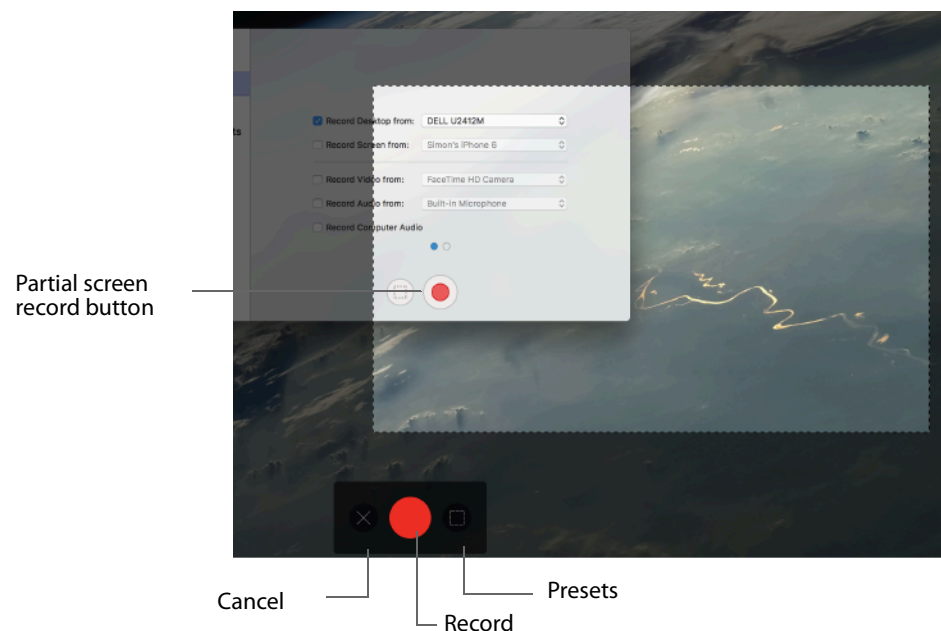 ts
Record Desktop from: DELL U2412M
Record Screen from: Simon's iPhone 6
Record Video from: FaceTime HD Camera
Record Audio from: Built-in Microphone
Record Computer Audio
Partial screen
record button
Cancel
Presets
Record